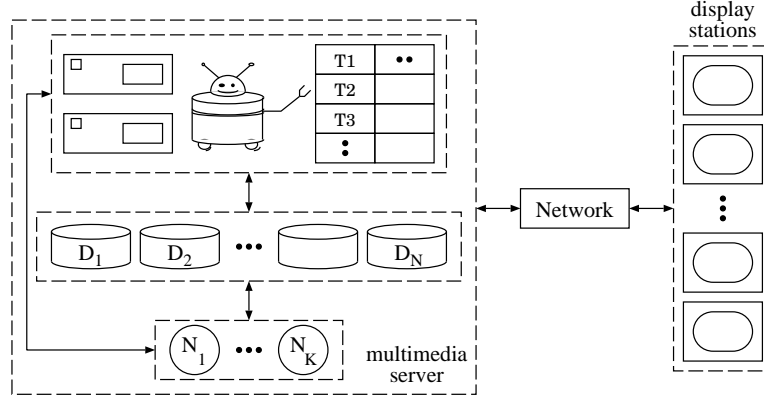 display
stations
T1
T2
T3
Network
D1 D2 DN
N1 NK
multimedia
server